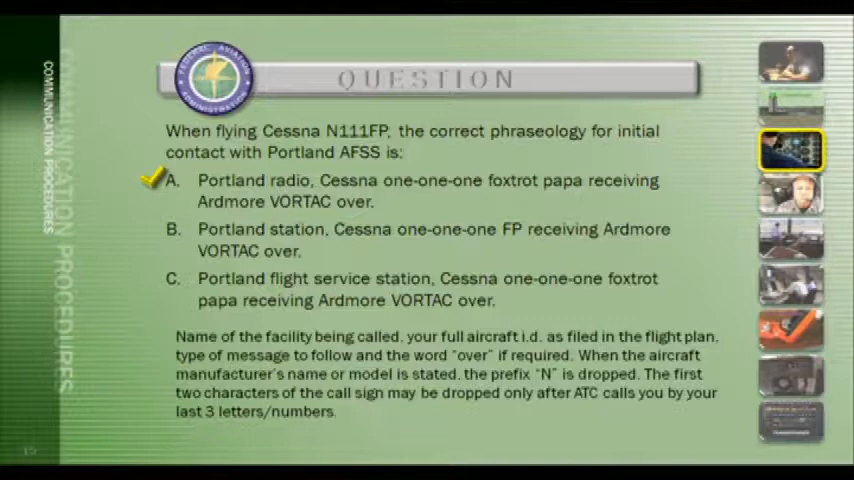 FEDERAL AVIATION
ADMINISTRATION
QUESTION
COMMUNICATION PROCEDURES
COMMUNICATION PROCEDURES
When flying Cessna N111FP, the correct phraseology for initial
contact with Portland AFSS is:
A. Portland radio, Cessna one-one-one foxtrot papa receiving
Ardmore VORTAC over.
B. Portland station, Cessna one-one-one FP receiving Ardmore
VORTAC over.
C. Portland flight service station, Cessna one-one-one foxtrot
papa receiving Ardmore VORTAC over.
Name of the facility being called, your full aircraft i.d. as filed in the flight plan,
type of message to follow and the word "over" if required. When the aircraft
manufacturer's name or model is stated, the prefix "N" is dropped. The first
two characters of the call sign may be dropped only after ATC calls you by your
last 3 letters/numbers.